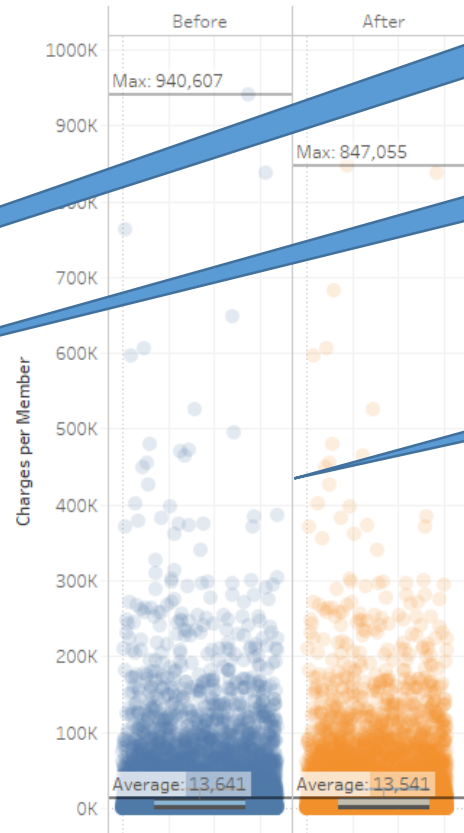 Before After
1000K
Max: 940,607
900K
Max: 847,055
700K
600K
500K
400K
300K
200K
100K
0K
Charges per Member
Average: 13,641
Average: 13,541